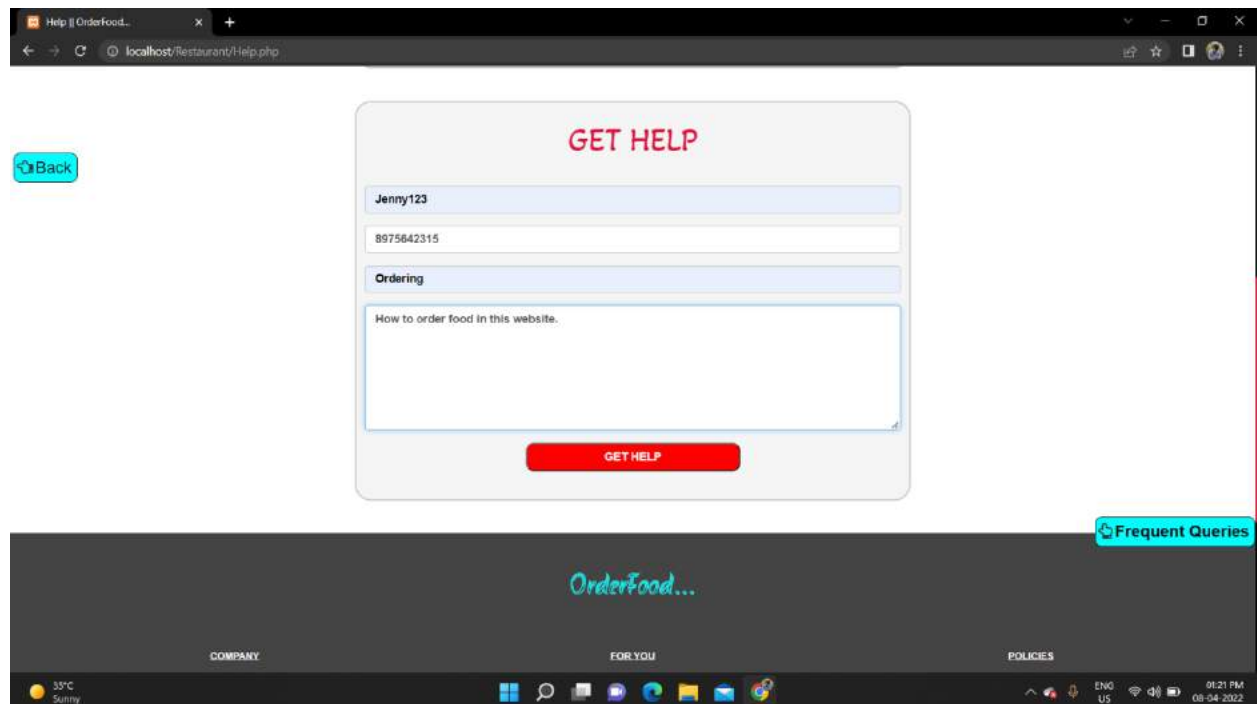 Help || OrderFood...
localhost/Restaurant/Help.php
GET HELP
Back
Jenny123
8975642315
Ordering
How to order food in this website.
GET HELP
Frequent Queries
OrderFood...
COMPANY
FOR YOU
POLICIES
33°C
Sunny
ENG
US
01:21 PM
08-04-2022